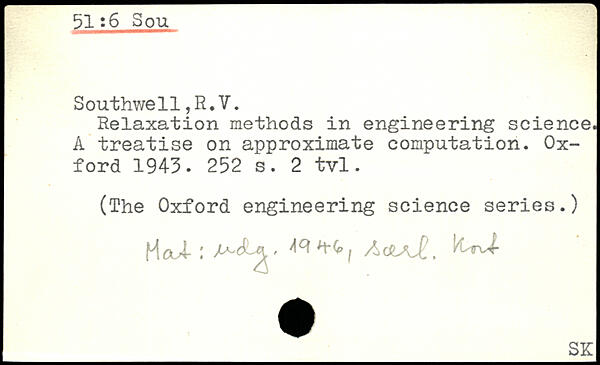 51:6 Sou
Southwell,R.V.
Relaxation methods in engineering science.
A treatise on approximate computation. Ox-
ford 1943. 252 s. 2 tvl.
(The Oxford engineering science series.)
Mat: udg. 1946, særl. Kort
SK